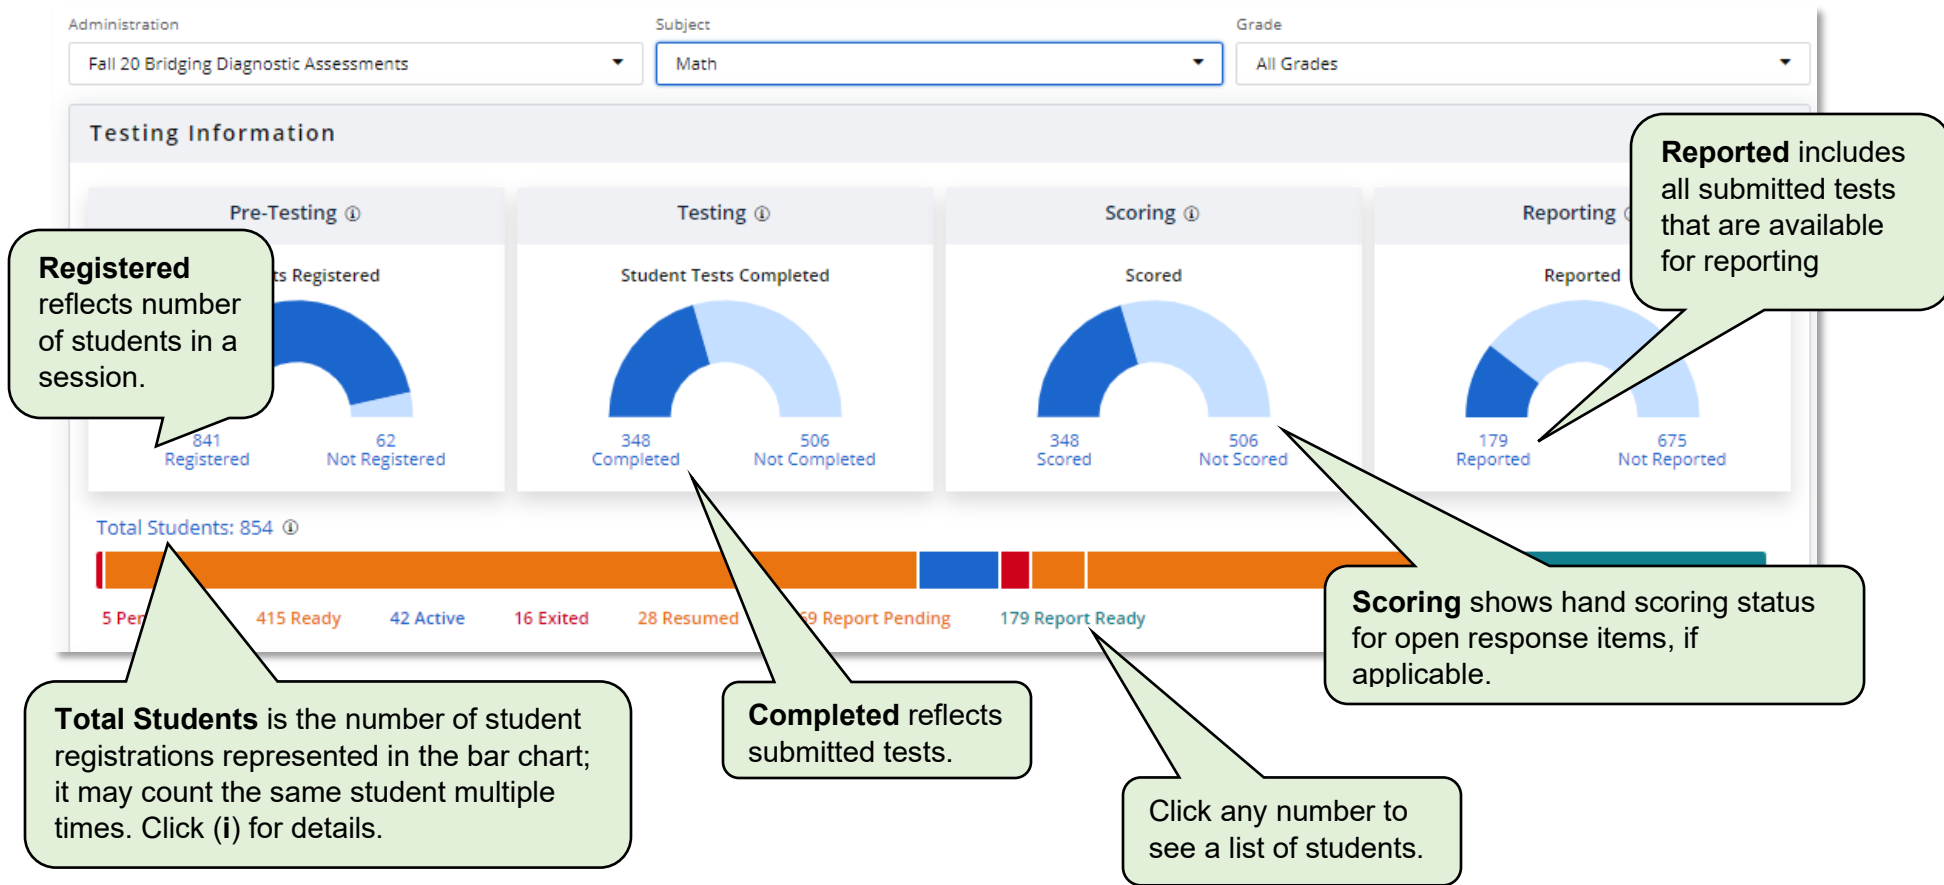 Administration
Subject
Grade
Fall 20 Bridging Diagnostic Assessments
Math
All Grades
Testing Information
Pre-Testing
Testing
Scoring
Reporting
Registered
Student Tests Completed
Scored
Reported
841
Registered
62
Not Registered
348
Completed
506
Not Completed
348
Scored
506
Not Scored
179
Reported
675
Not Reported
Total Students: 854
5
415 Ready
42 Active
16 Exited
28 Resumed
Report Pending
179 Report Ready
Registered
reflects number
of students in a
session.
Reported includes
all submitted tests
that are available
for reporting
Scoring shows hand scoring status
for open response items, if
applicable.
Total Students is the number of student
registrations represented in the bar chart;
it may count the same student multiple
times. Click (i) for details.
Completed reflects
submitted tests.
Click any number to
see a list of students.